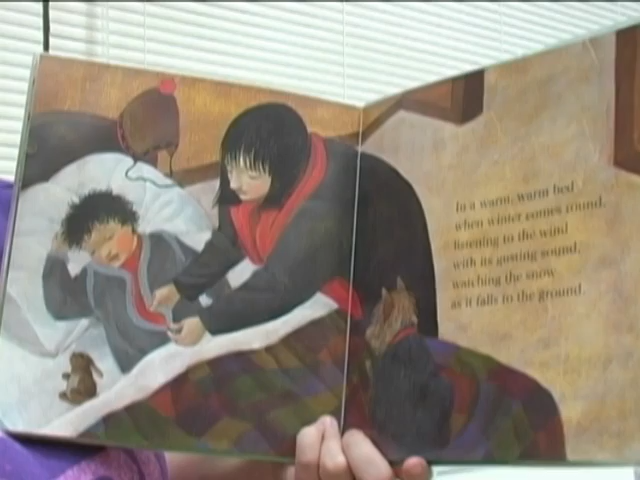 In a warm, warm bed
when winter comes round,
listening to the wind
with its gusting sound,
watching the snow
as it falls to the ground.